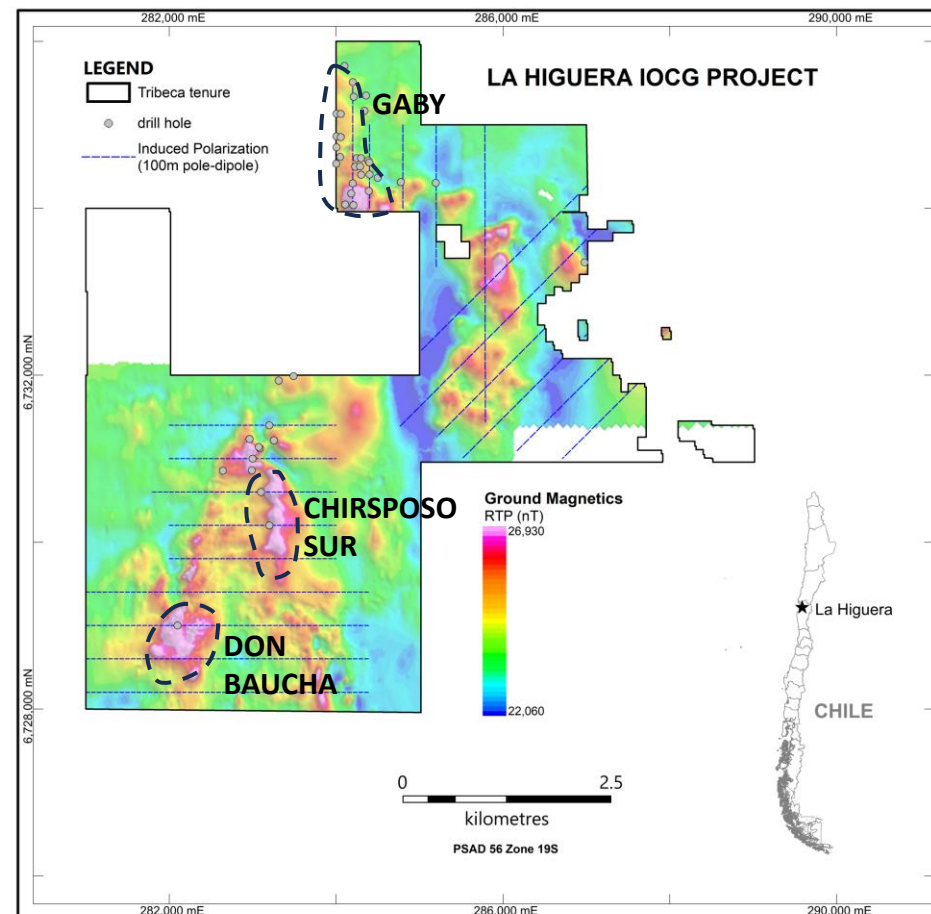 282,000 mE
286,000 mE
290,000 mE
LEGEND
Tribeca tenure
drill hole
Induced Polarization
(100m pole-dipole)
LA HIGUERA IOCG PROJECT
GABY
6,732,000 mN
CHIRSPOSO
SUR
DON
BAUCHA
Ground Magnetics
RTP (nT)
26,930
22,060
La Higuera
CHILE
6,728,000 mN
0
2.5
kilometres
PSAD 56 Zone 19S
282,000 mE
286,000 mE
290,000 mE